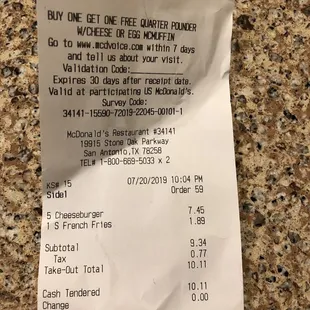 BUY ONE GET ONE FREE QUARTER POUNDER
W/CHEESE OR EGG MCMUFFIN
Go to www.mcdvoice.com within 7 days
and tell us about your visit.
Validation Code:
Expires 30 days after receipt date.
Valid at participating US McDonald's.
Survey Code:
34141-15590-72019-22045-00101-1
McDonald's Restaurant #34141
19915 Stone Oak Parkway
San Antonio,TX 78258
TEL# 1-800-669-5033 x 2
KS# 15 07/20/2019 10:04 PM
Side1 Order 59
5 Cheeseburger 7.45
1 S French Fries 1.89
Subtotal 9.34
Tax 0.77
Take-Out Total 10.11
Cash Tendered 10.11
Change 0.00